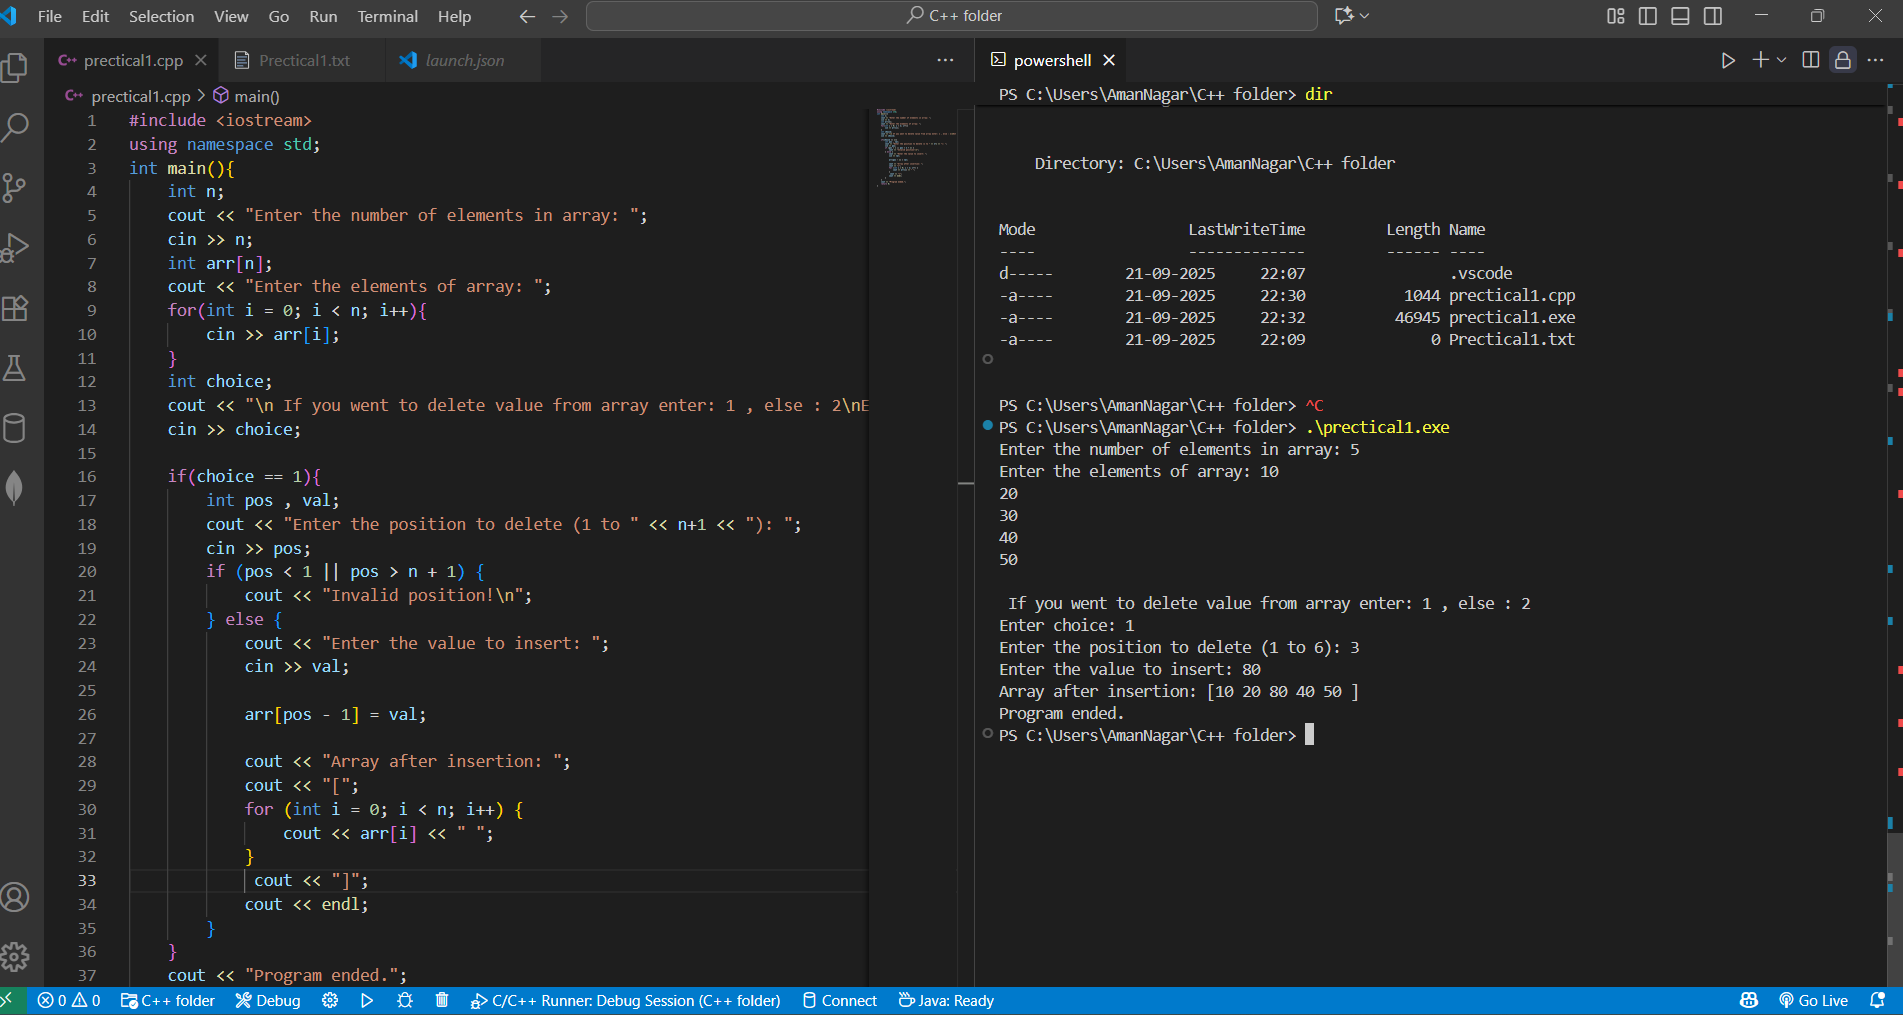 File Edit Selection View Go Run Terminal Help
C++ folder
prectical1.cpp
Prectical1.txt
launch.json
prectical1.cpp > main()
1 #include <iostream>
2 using namespace std;
3 int main(){
4 int n;
5 cout << "Enter the number of elements in array: ";
6 cin >> n;
7 int arr[n];
8 cout << "Enter the elements of array: ";
9 for(int i = 0; i < n; i++){
10 cin >> arr[i];
11 }
12 int choice;
13 cout << "\n If you went to delete value from array enter: 1 , else : 2\nE
14 cin >> choice;
15
16 if(choice == 1){
17 int pos , val;
18 cout << "Enter the position to delete (1 to " << n+1 << "): ";
19 cin >> pos;
20 if (pos < 1 || pos > n + 1) {
21 cout << "Invalid position!\n";
22 } else {
23 cout << "Enter the value to insert: ";
24 cin >> val;
25
26 arr[pos - 1] = val;
27
28 cout << "Array after insertion: ";
29 cout << "[";
30 for (int i = 0; i < n; i++) {
31 cout << arr[i] << " ";
32 }
33 cout << "]";
34 cout << endl;
35 }
36 }
37 cout << "Program ended.";
powershell
PS C:\Users\AmanNagar\C++ folder> dir
Directory: C:\Users\AmanNagar\C++ folder
Mode LastWriteTime Length Name
---- ------------- ------ ----
d----- 21-09-2025 22:07 .vscode
-a---- 21-09-2025 22:30 1044 prectical1.cpp
-a---- 21-09-2025 22:32 46945 prectical1.exe
-a---- 21-09-2025 22:09 0 Prectical1.txt
PS C:\Users\AmanNagar\C++ folder> ^C
PS C:\Users\AmanNagar\C++ folder> .\prectical1.exe
Enter the number of elements in array: 5
Enter the elements of array: 10
20
30
40
50
If you went to delete value from array enter: 1 , else : 2
Enter choice: 1
Enter the position to delete (1 to 6): 3
Enter the value to insert: 80
Array after insertion: [10 20 80 40 50 ]
Program ended.
PS C:\Users\AmanNagar\C++ folder>
0 0 C++ folder Debug C/C++ Runner: Debug Session (C++ folder) Connect Java: Ready Go Live